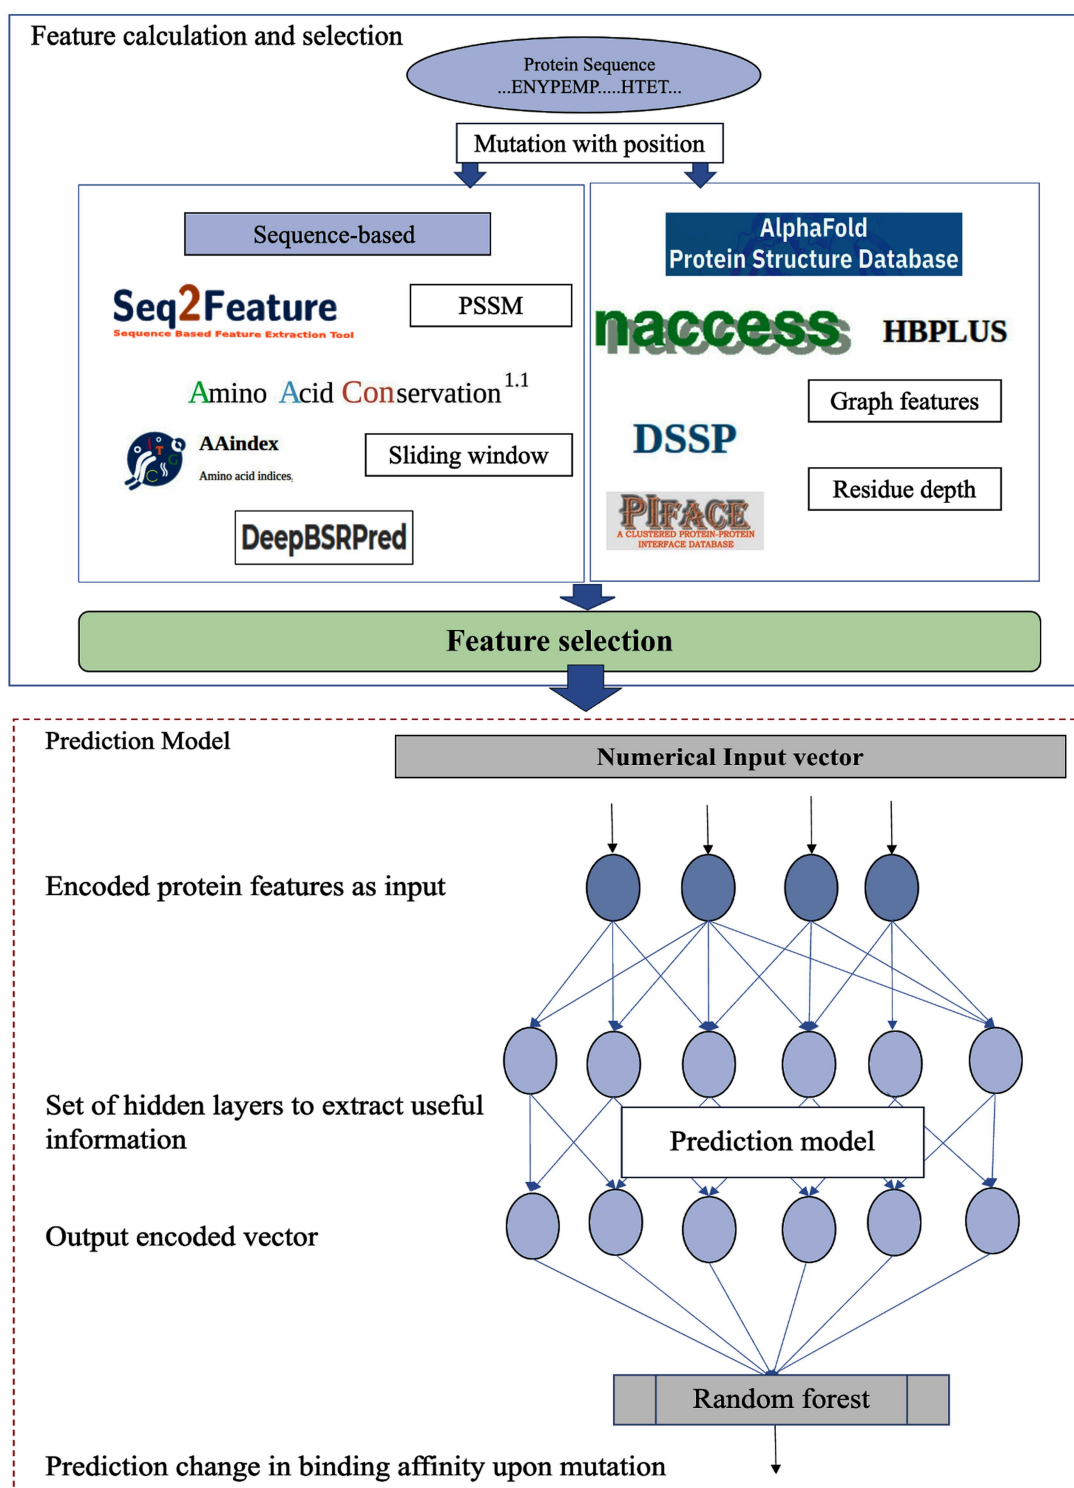 Feature calculation and selection
Protein Sequence
...ENYPEMP.....HTET...
Mutation with position
Sequence-based
Seq2Feature
Sequence Based Feature Extraction Tool
PSSM
Amino Acid Conservation 1.1
AAindex
Amino acid indices,
Sliding window
DeepBSRPred
AlphaFold
Protein Structure Database
naccess
HBPLUS
Graph features
DSSP
Residue depth
PIFACE
A CLUSTERED PROTEIN-PROTEIN
INTERFACE DATABASE
Feature selection
Prediction Model
Numerical Input vector
Encoded protein features as input
Set of hidden layers to extract useful
information
Prediction model
Output encoded vector
Random forest
Prediction change in binding affinity upon mutation